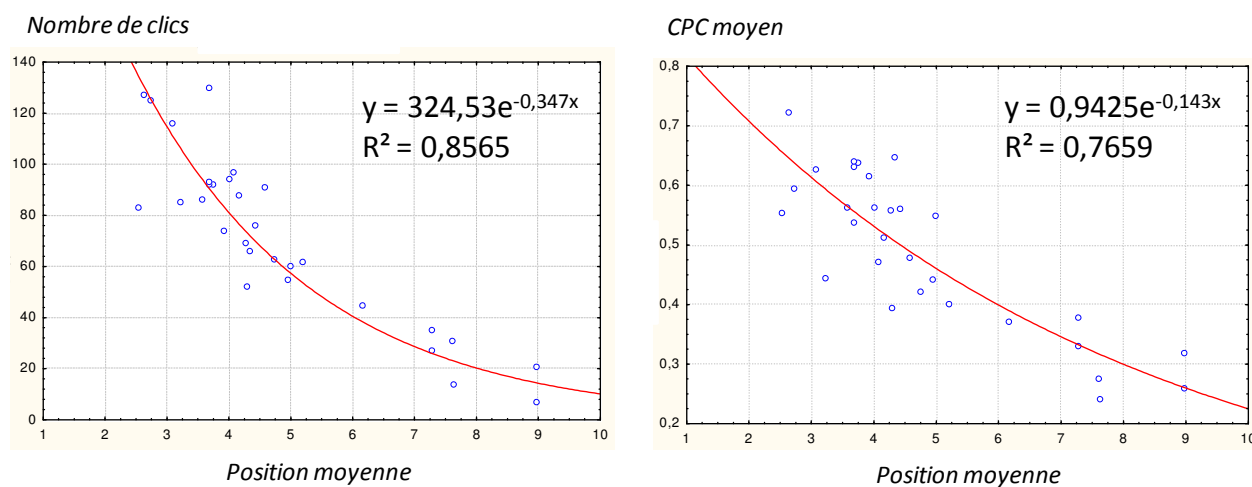 Nombre de clics
140
120
100
80
60
40
20
0
y = 324,53e^-0,347x
R² = 0,8565
1 2 3 4 5 6 7 8 9 10
Position moyenne
CPC moyen
0,8
0,7
0,6
0,5
0,4
0,3
0,2
y = 0,9425e^-0,143x
R² = 0,7659
1 2 3 4 5 6 7 8 9 10
Position moyenne